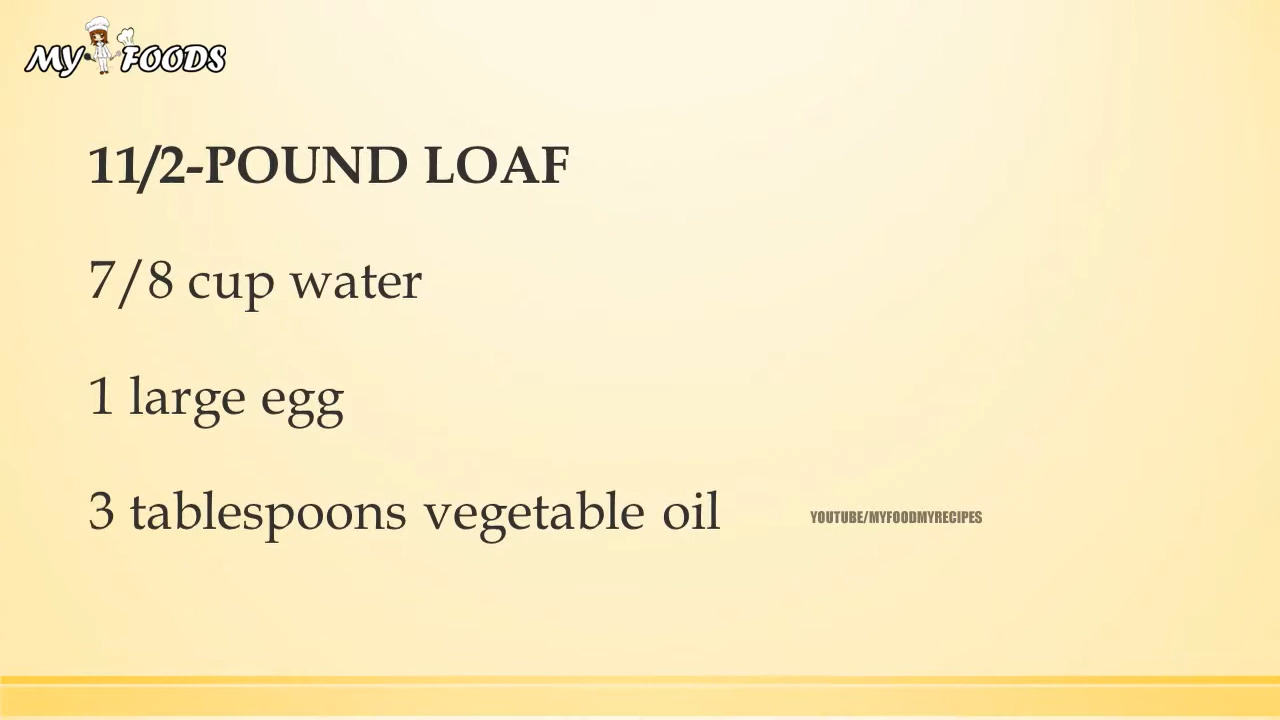 MY FOODS
11/2-POUND LOAF
7/8 cup water
1 large egg
3 tablespoons vegetable oil
YOUTUBE/MYFOODMYRECIPES